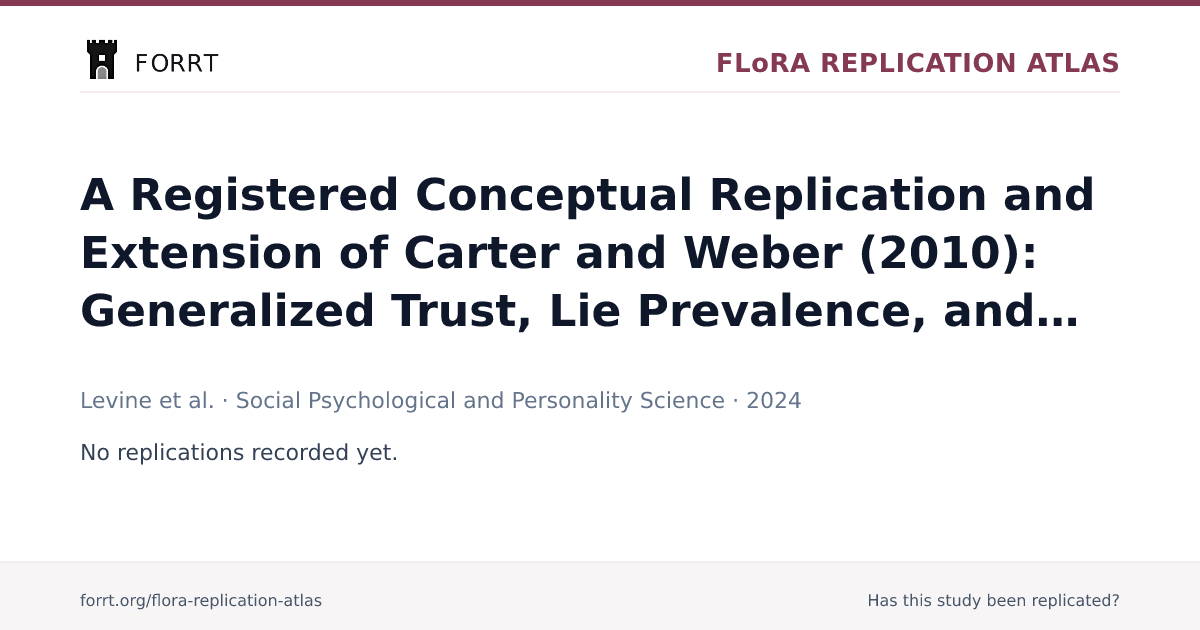 FORRT
FLoRA REPLICATION ATLAS
A Registered Conceptual Replication and
Extension of Carter and Weber (2010):
Generalized Trust, Lie Prevalence, and…
Levine et al. · Social Psychological and Personality Science · 2024
No replications recorded yet.
forrt.org/flora-replication-atlas
Has this study been replicated?